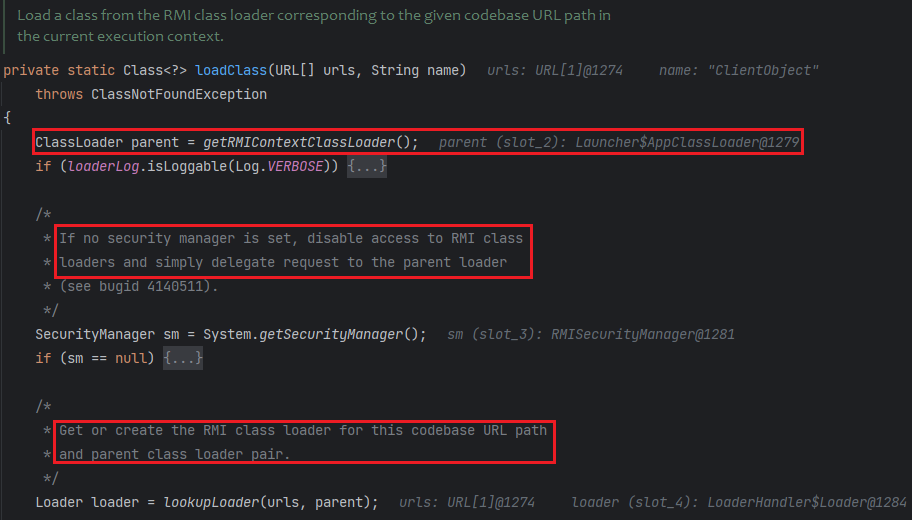 Load a class from the RMI class loader corresponding to the given codebase URL path in
the current execution context.
private static Class<?> loadClass(URL[] urls, String name)   urls: URL[1]@1274    name: "ClientObject"
    throws ClassNotFoundException
{
    ClassLoader parent = getRMIContextClassLoader();   parent (slot_2): Launcher$AppClassLoader@1279
    if (loaderLog.isLoggable(Log.VERBOSE)) {...}
    /*
     * If no security manager is set, disable access to RMI class
     * loaders and simply delegate request to the parent loader
     * (see bugid 4140511).
     */
    SecurityManager sm = System.getSecurityManager();   sm (slot_3): RMISecurityManager@1281
    if (sm == null) {...}
    /*
     * Get or create the RMI class loader for this codebase URL path
     * and parent class loader pair.
     */
    Loader loader = lookupLoader(urls, parent);   urls: URL[1]@1274    loader (slot_4): LoaderHandler$Loader@1284